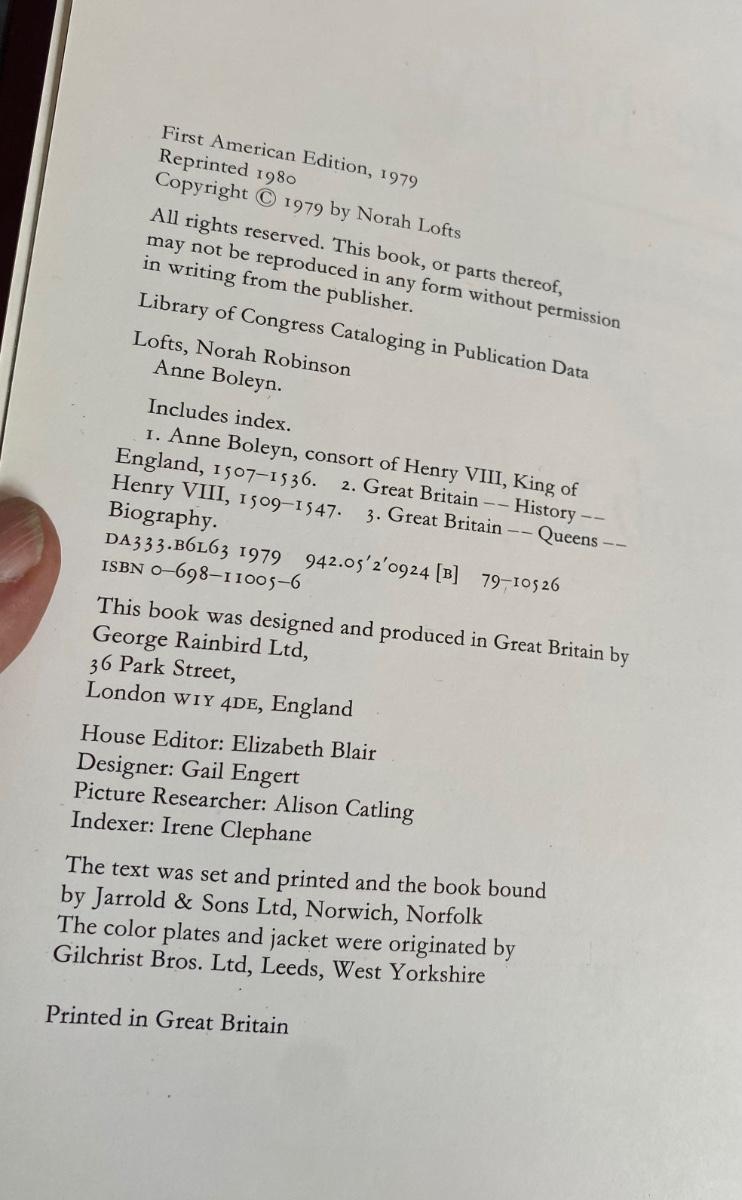 First American Edition, 1979
Reprinted 1980
Copyright © 1979 by Norah Lofts
All rights reserved. This book, or parts thereof,
may not be reproduced in any form without permission
in writing from the publisher.
Library of Congress Cataloging in Publication Data
Lofts, Norah Robinson
Anne Boleyn.
Includes index.
1. Anne Boleyn, consort of Henry VIII, King of
England, 1507–1536. 2. Great Britain -- History --
Henry VIII, 1509–1547. 3. Great Britain -- Queens --
Biography.
DA333.B6L63 1979 942.05'2'0924 [B] 79-10526
ISBN 0-698-11005-6
This book was designed and produced in Great Britain by
George Rainbird Ltd,
36 Park Street,
London W1Y 4DE, England
House Editor: Elizabeth Blair
Designer: Gail Engert
Picture Researcher: Alison Catling
Indexer: Irene Clephane
The text was set and printed and the book bound
by Jarrold & Sons Ltd, Norwich, Norfolk
The color plates and jacket were originated by
Gilchrist Bros. Ltd, Leeds, West Yorkshire
Printed in Great Britain